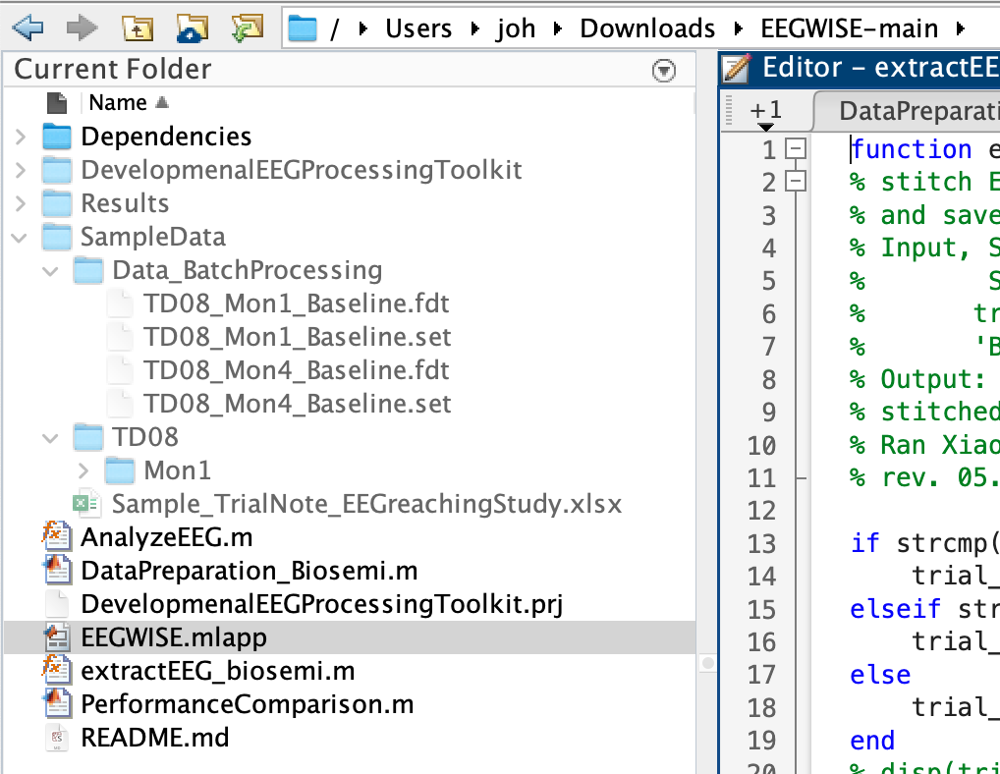 / ▸ Users ▸ joh ▸ Downloads ▸ EEGWISE-main ▸
Current Folder
Name
Dependencies
DevelopmenalEEGProcessingToolkit
Results
SampleData
Data_BatchProcessing
TD08_Mon1_Baseline.fdt
TD08_Mon1_Baseline.set
TD08_Mon4_Baseline.fdt
TD08_Mon4_Baseline.set
TD08
Mon1
Sample_TrialNote_EEGreachingStudy.xlsx
AnalyzeEEG.m
DataPreparation_Biosemi.m
DevelopmenalEEGProcessingToolkit.prj
EEGWISE.mlapp
extractEEG_biosemi.m
PerformanceComparison.m
README.md
Editor – extractEE
+1 DataPreparati
1 function e
2 % stitch E
3 % and save
4 % Input, S
5 % S
6 % tr
7 % 'B
8 % Output:
9 % stitched
10 % Ran Xiao
11 % rev. 05.
12
13 if strcmp(
14 trial_
15 elseif str
16 trial_
17 else
18 trial_
19 end
20 % disp(tri